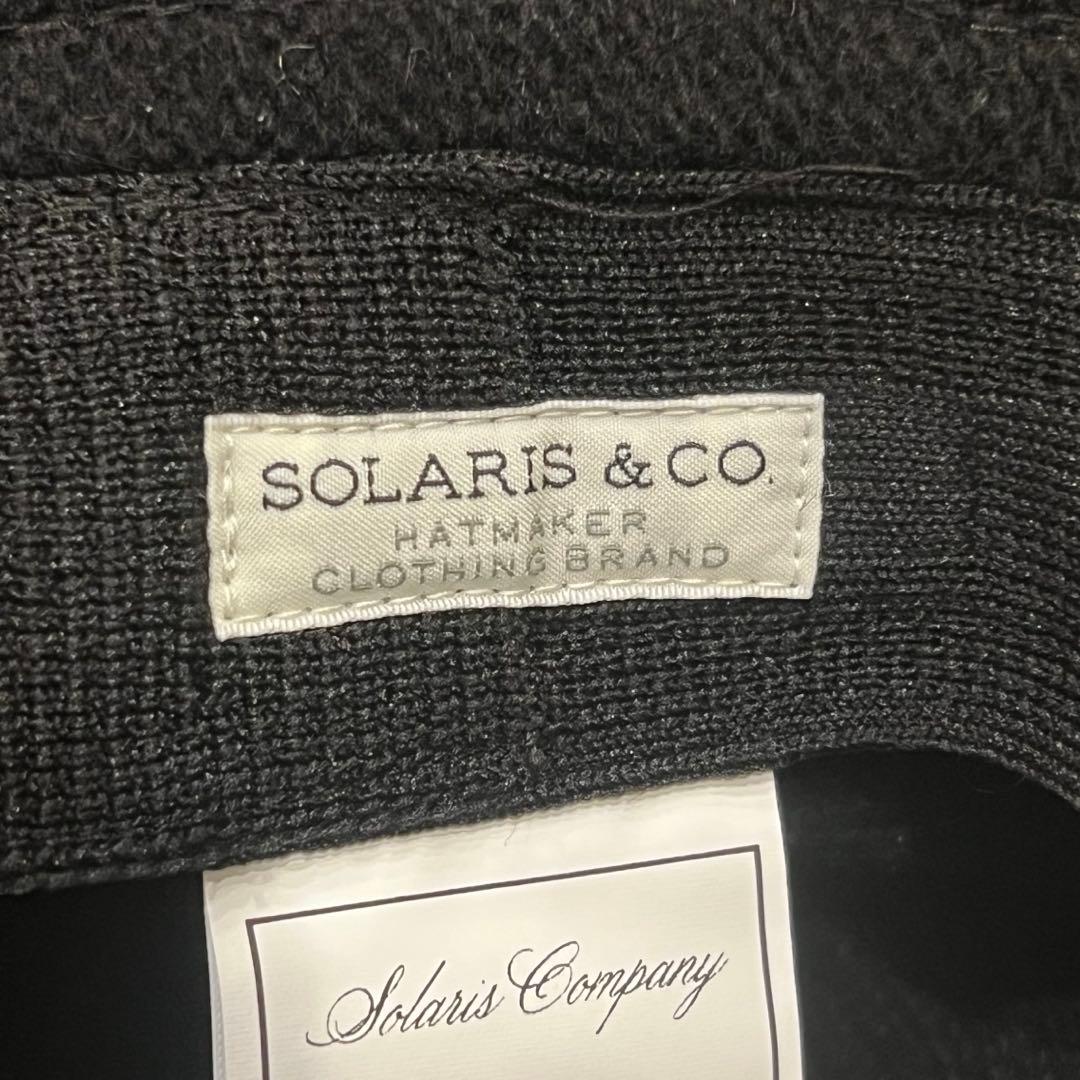 SOLARIS & CO.
HATMAKER
CLOTHING BRAND
Solaris Company